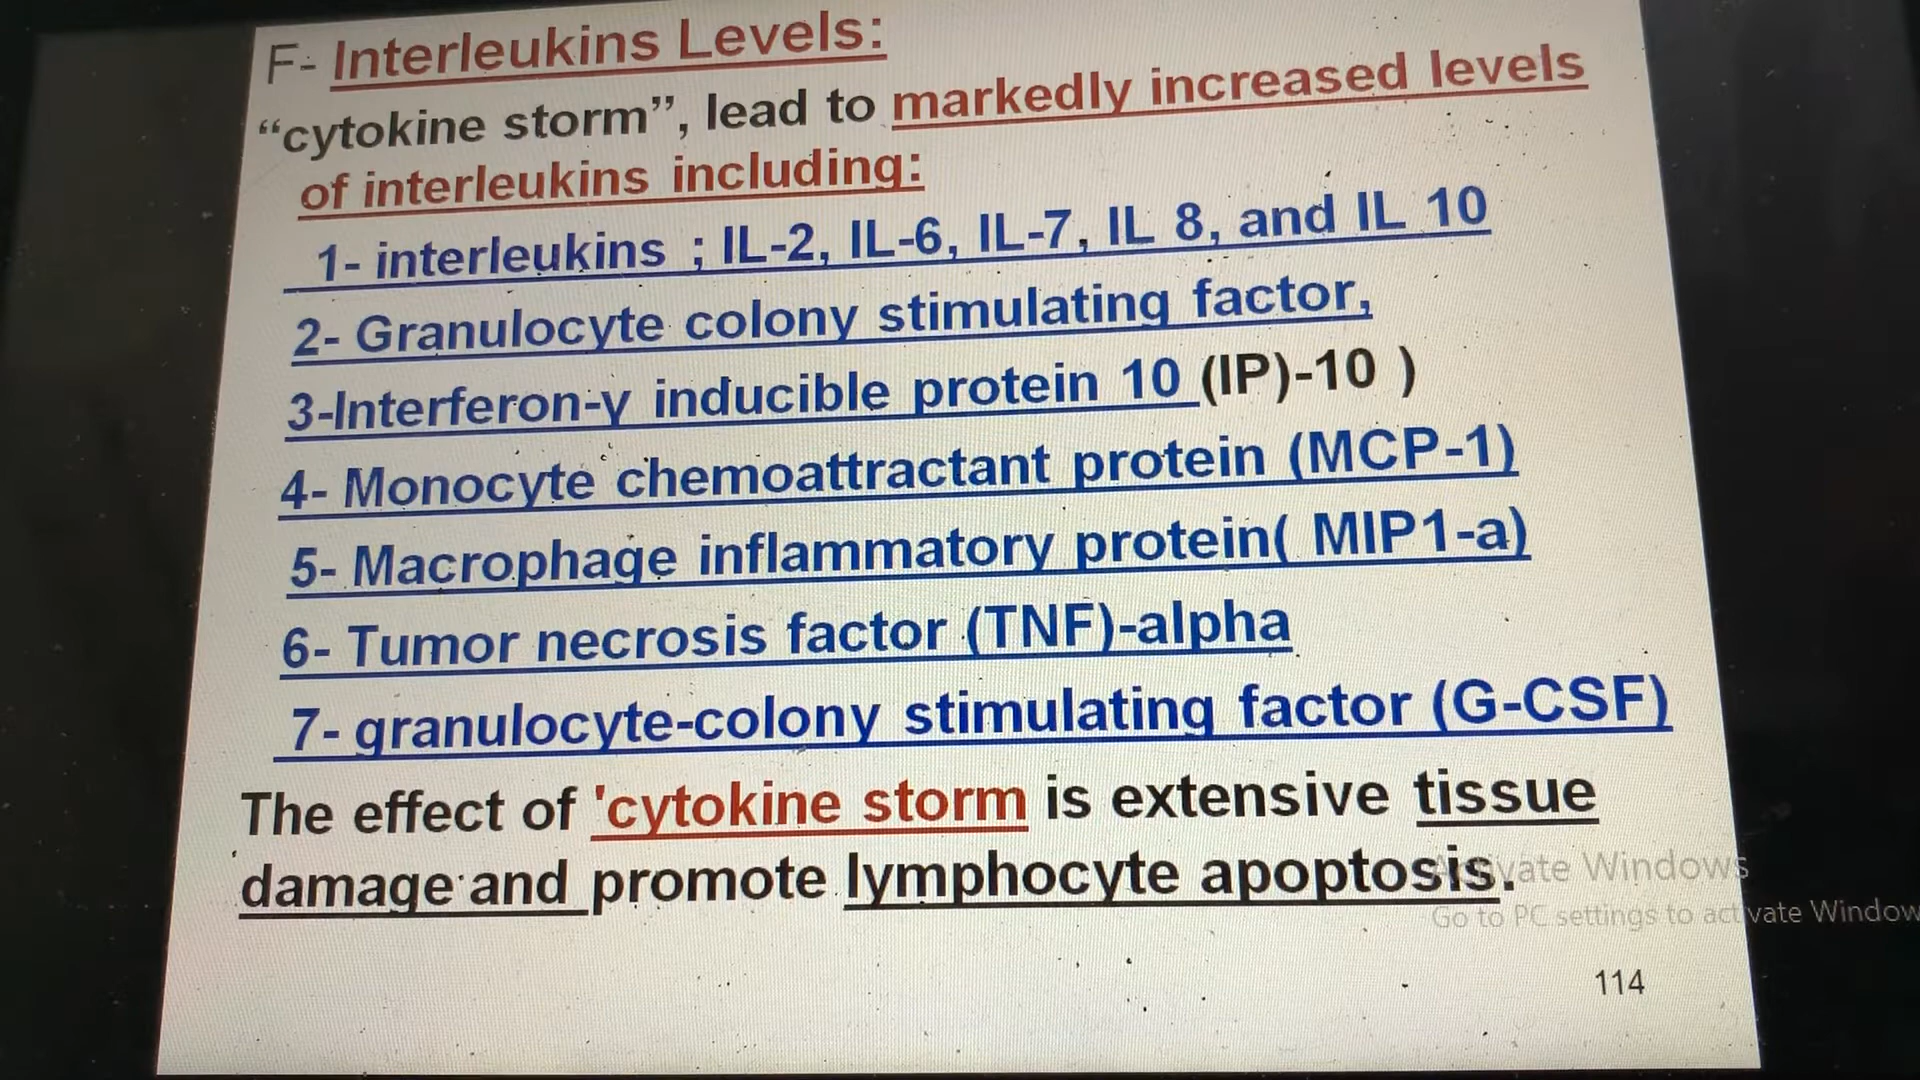 F- Interleukins Levels:
“cytokine storm”, lead to markedly increased levels
of interleukins including:
1- interleukins ; IL-2, IL-6, IL-7, IL 8, and IL 10
2- Granulocyte colony stimulating factor,
3-Interferon-γ inducible protein 10 (IP)-10 )
4- Monocyte chemoattractant protein (MCP-1)
5- Macrophage inflammatory protein( MIP1-a)
6- Tumor necrosis factor (TNF)-alpha
7- granulocyte-colony stimulating factor (G-CSF)
The effect of 'cytokine storm is extensive tissue
damage and promote lymphocyte apoptosis.
Activate Windows
Go to PC settings to activate Window
114